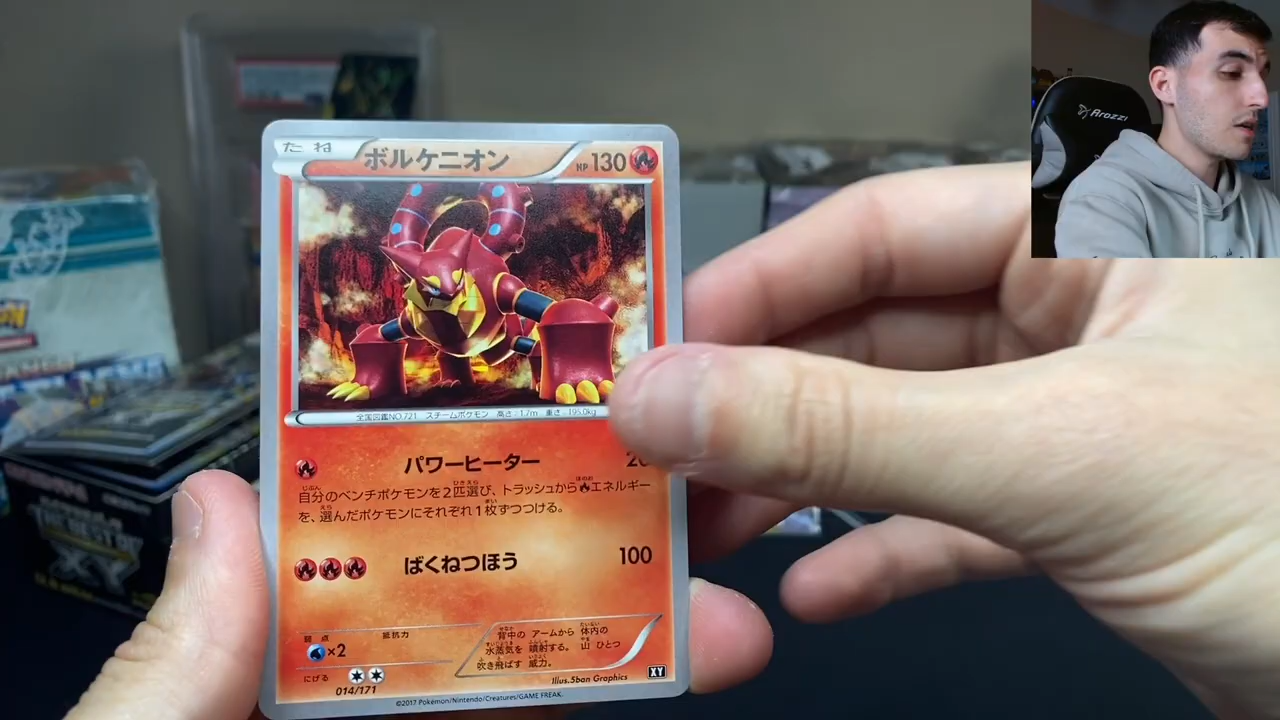 Arozzi
たね
ボルケニオン
HP 130
全国図鑑NO.721 スチームポケモン 高さ:1.7m 重さ:195.0kg
パワーヒーター
自分のベンチポケモンを2匹選び、トラッシュから エネルギー
を、選んだポケモンにそれぞれ1枚ずつつける。
ばくねつほう 100
弱点 抵抗力
×2
にげる
背中の アームから 体内の
水蒸気を 噴射する。 山 ひとつ
吹き飛ばす 威力。
014/171
Illus.5ban Graphics
XY
©2017 Pokémon/Nintendo/Creatures/GAME FREAK.
THE BEST OF
XY